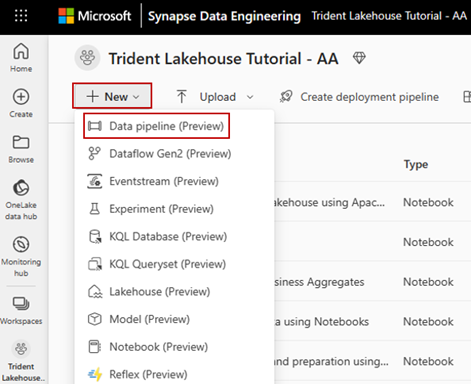 Microsoft Synapse Data Engineering Trident Lakehouse Tutorial - AA
Home
Create
Browse
OneLake
data hub
Monitoring
hub
Workspaces
Trident
Lakehouse...
Trident Lakehouse Tutorial - AA
New Upload Create deployment pipeline
Data pipeline (Preview)
Dataflow Gen2 (Preview)
Eventstream (Preview)
Experiment (Preview)
KQL Database (Preview)
KQL Queryset (Preview)
Lakehouse (Preview)
Model (Preview)
Notebook (Preview)
Reflex (Preview)
Type
kehouse using Apac... Notebook
Notebook
siness Aggregates Notebook
ta using Notebooks Notebook
and preparation using... Notebook